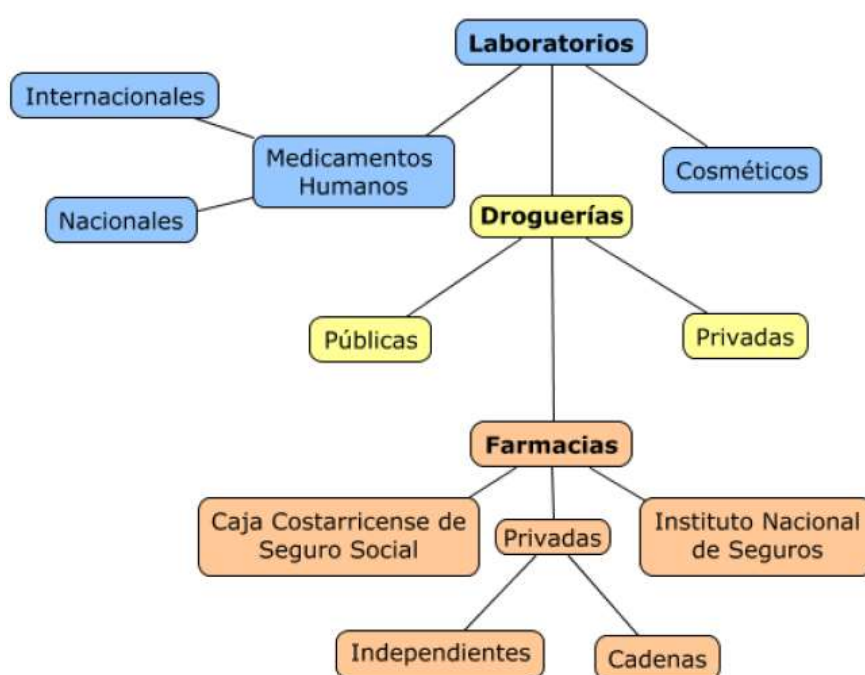 Laboratorios
Internacionales
Medicamentos
Humanos
Cosméticos
Nacionales
Droguerías
Públicas
Privadas
Farmacias
Caja Costarricense de
Seguro Social
Privadas
Instituto Nacional
de Seguros
Independientes
Cadenas